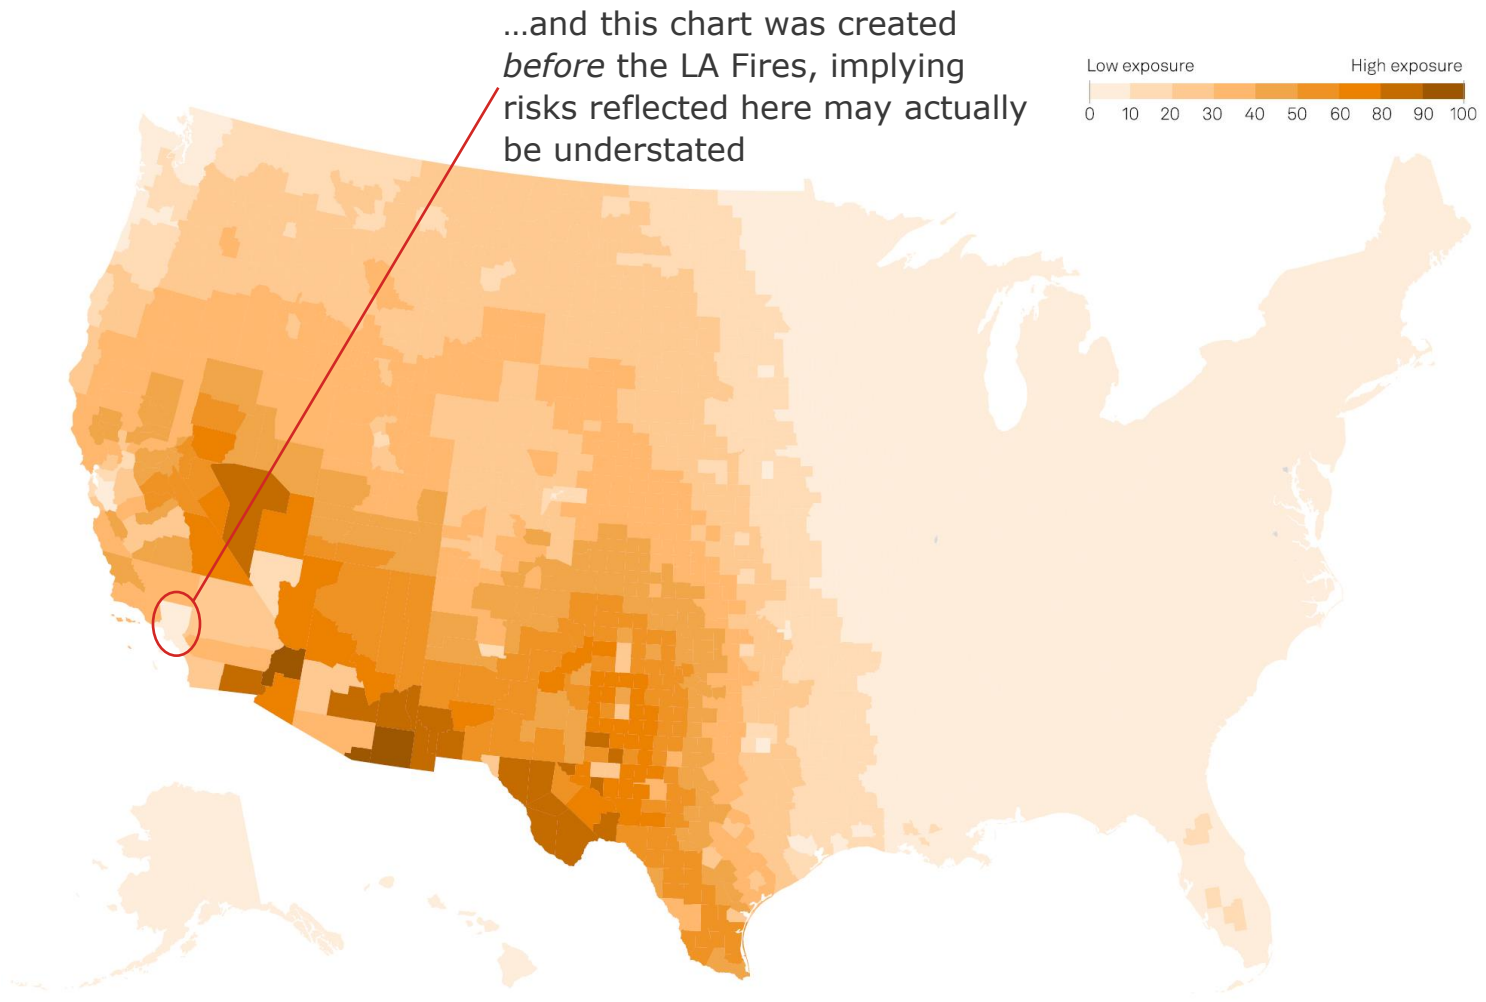 …and this chart was created
before the LA Fires, implying
risks reflected here may actually
be understated
Low exposure High exposure
0 10 20 30 40 50 60 80 90 100